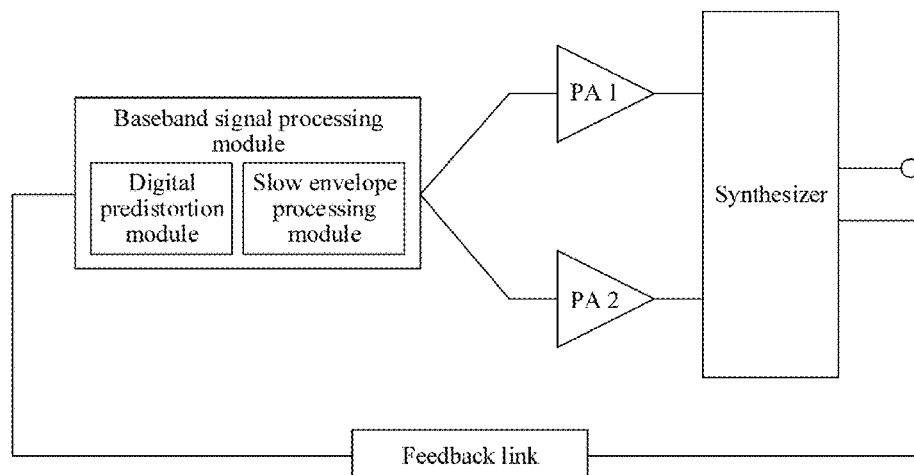 Baseband signal processing
module
Digital
predistortion
module
Slow envelope
processing
module
PA 1
PA 2
Synthesizer
Feedback link